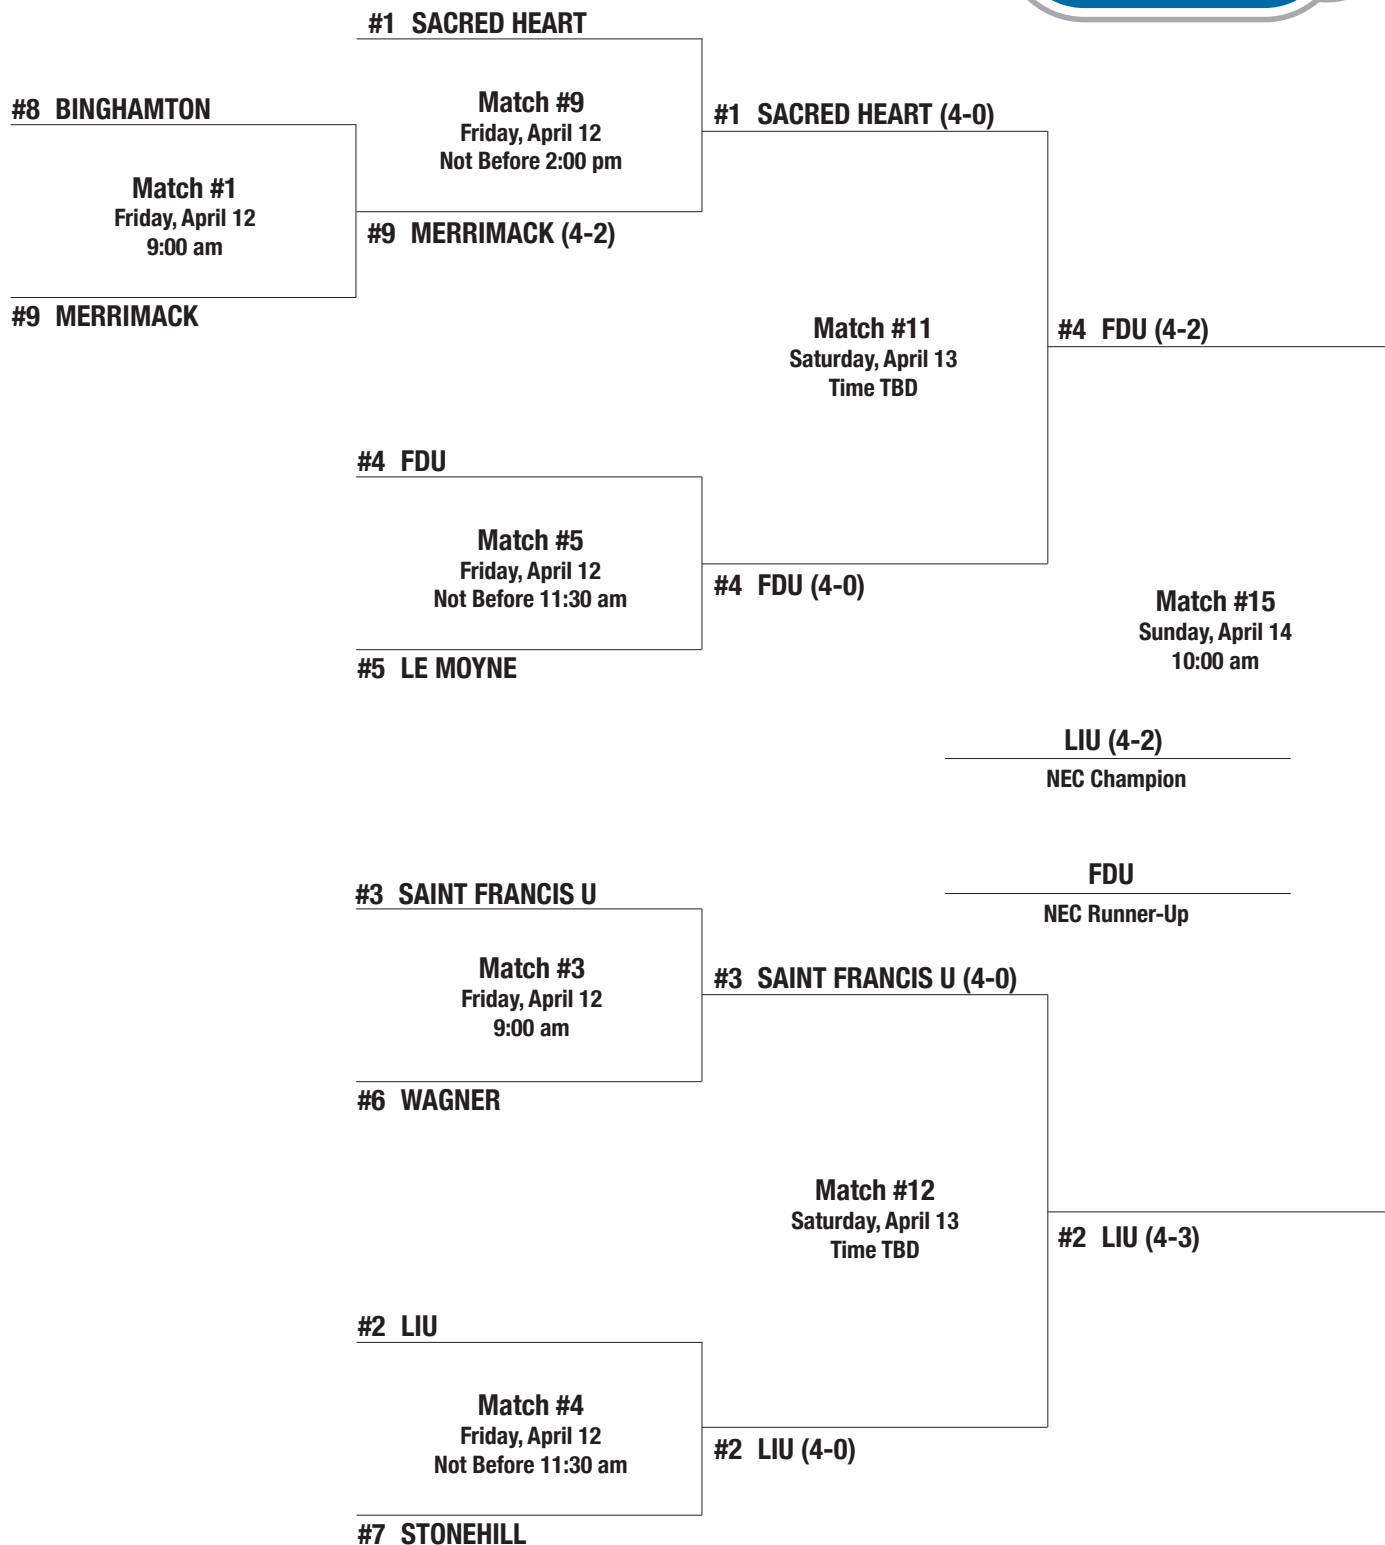 #1 SACRED HEART
#8 BINGHAMTON
Match #9
Friday, April 12
Not Before 2:00 pm
#1 SACRED HEART (4-0)
Match #1
Friday, April 12
9:00 am
#9 MERRIMACK (4-2)
#9 MERRIMACK
Match #11
Saturday, April 13
Time TBD
#4 FDU (4-2)
#4 FDU
Match #5
Friday, April 12
Not Before 11:30 am
#4 FDU (4-0)
#5 LE MOYNE
Match #15
Sunday, April 14
10:00 am
LIU (4-2)
NEC Champion
FDU
NEC Runner-Up
#3 SAINT FRANCIS U
Match #3
Friday, April 12
9:00 am
#3 SAINT FRANCIS U (4-0)
#6 WAGNER
Match #12
Saturday, April 13
Time TBD
#2 LIU (4-3)
#2 LIU
Match #4
Friday, April 12
Not Before 11:30 am
#2 LIU (4-0)
#7 STONEHILL